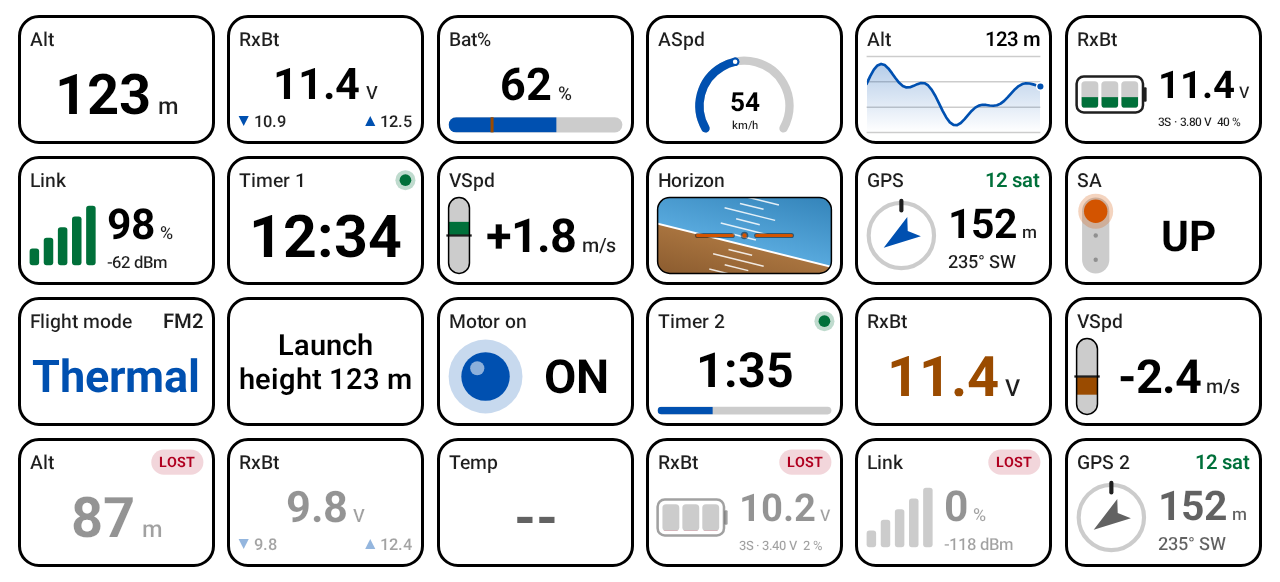 Alt
123 m
RxBt
11.4 V
▼ 10.9 ▲ 12.5
Bat%
62 %
ASpd
54
km/h
Alt 123 m
RxBt
11.4 V
3S · 3.80 V 40 %
Link
98 %
-62 dBm
Timer 1
12:34
VSpd
+1.8 m/s
Horizon
GPS 12 sat
152 m
235° SW
SA
UP
Flight mode FM2
Thermal
Launch
height 123 m
Motor on
ON
Timer 2
1:35
RxBt
11.4 V
VSpd
-2.4 m/s
Alt LOST
87 m
RxBt
9.8 V
▼ 9.8 ▲ 12.4
Temp
--
RxBt LOST
10.2 V
3S · 3.40 V 2 %
Link LOST
0 %
-118 dBm
GPS 2 12 sat
152 m
235° SW